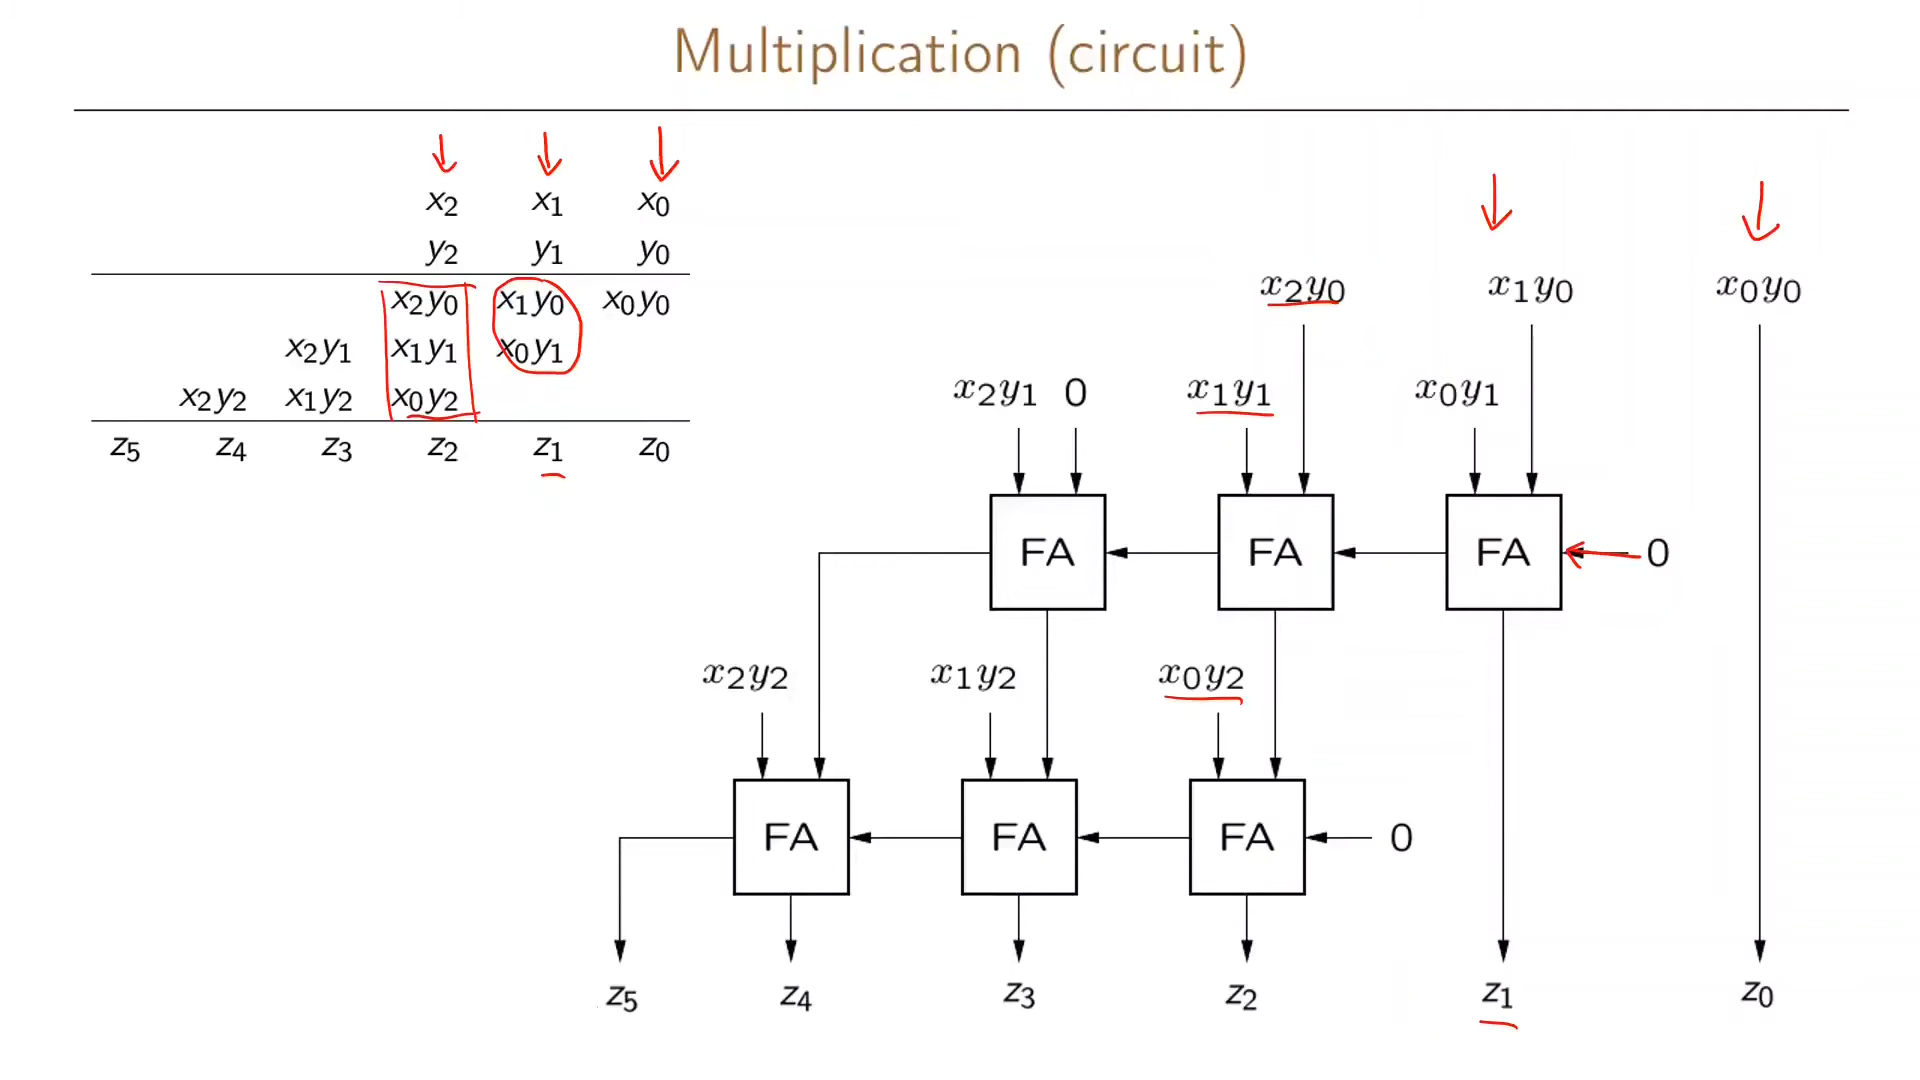 Multiplication (circuit)
x₂ x₁ x₀
y₂ y₁ y₀
x₂y₀ x₁y₀ x₀y₀
x₂y₁ x₁y₁ x₀y₁
x₂y₂ x₁y₂ x₀y₂
z₅ z₄ z₃ z₂ z₁ z₀
x₂y₀ x₁y₀ x₀y₀
x₂y₁ 0 x₁y₁ x₀y₁
FA FA FA 0
x₂y₂ x₁y₂ x₀y₂
FA FA FA 0
z₅ z₄ z₃ z₂ z₁ z₀